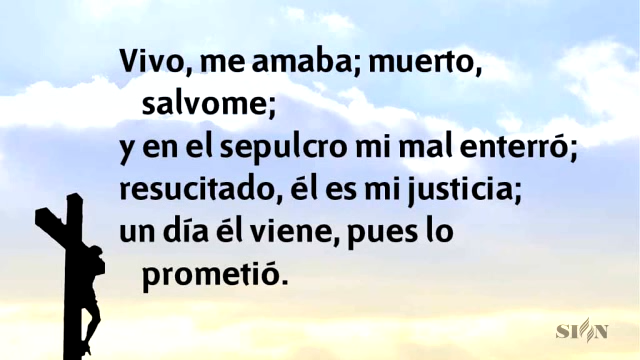 Vivo, me amaba; muerto,
salvome;
y en el sepulcro mi mal enterró;
resucitado, él es mi justicia;
un día él viene, pues lo
prometió.
SION